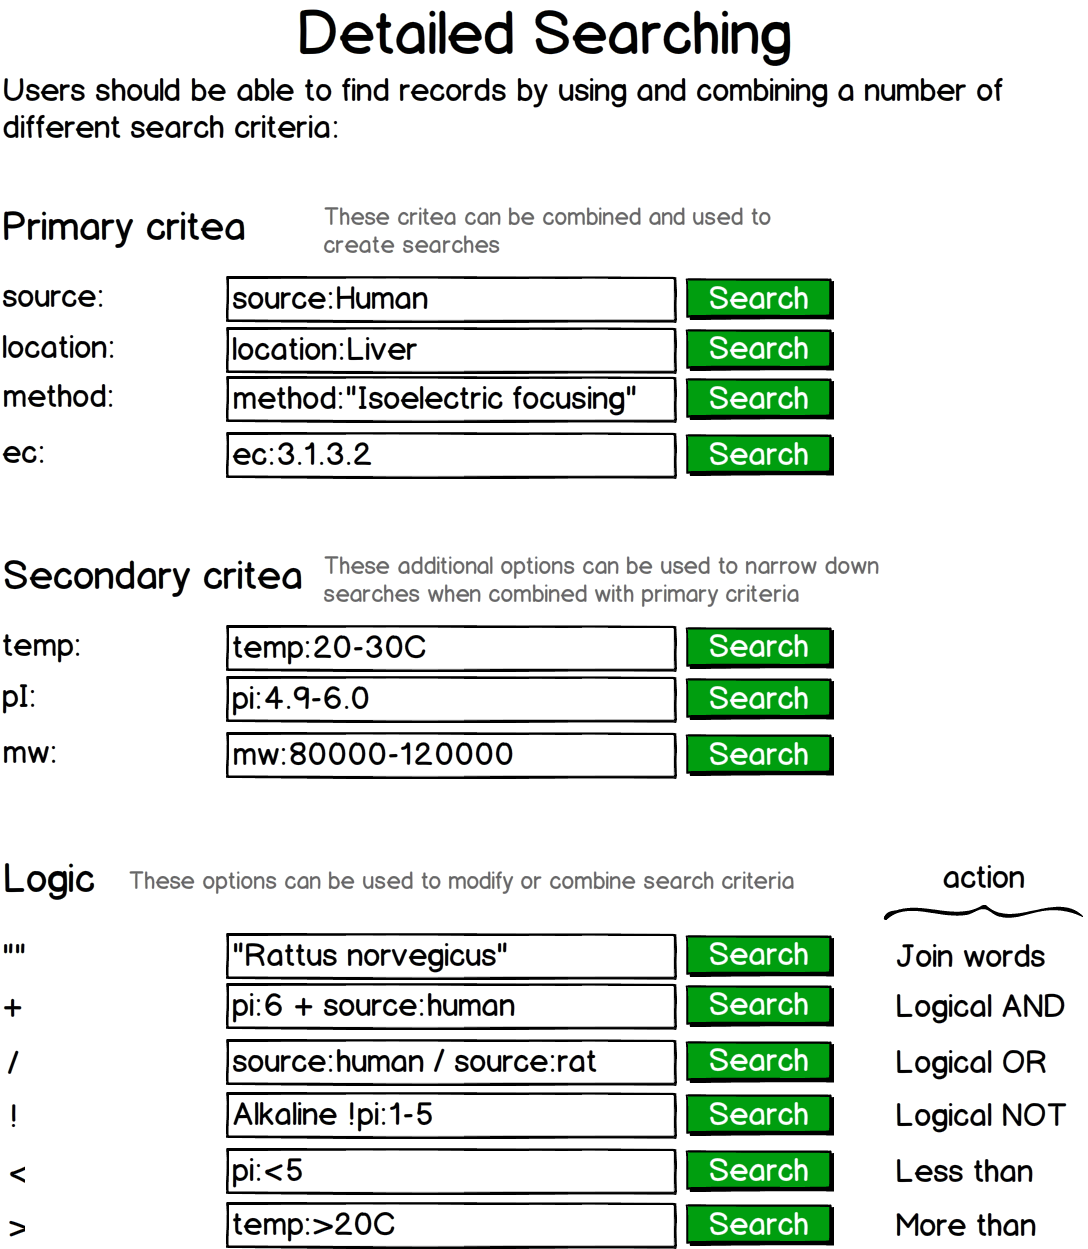 Detailed Searching
Users should be able to find records by using and combining a number of
different search criteria:
Primary critea
These critea can be combined and used to
create searches
source: source:Human Search
location: location:Liver Search
method: method:"Isoelectric focusing" Search
ec: ec:3.1.3.2 Search
Secondary critea
These additional options can be used to narrow down
searches when combined with primary criteria
temp: temp:20-30C Search
pI: pi:4.9-6.0 Search
mw: mw:80000-120000 Search
Logic These options can be used to modify or combine search criteria action
"" "Rattus norvegicus" Search Join words
+ pi:6 + source:human Search Logical AND
/ source:human / source:rat Search Logical OR
! Alkaline !pi:1-5 Search Logical NOT
< pi:<5 Search Less than
> temp:>20C Search More than